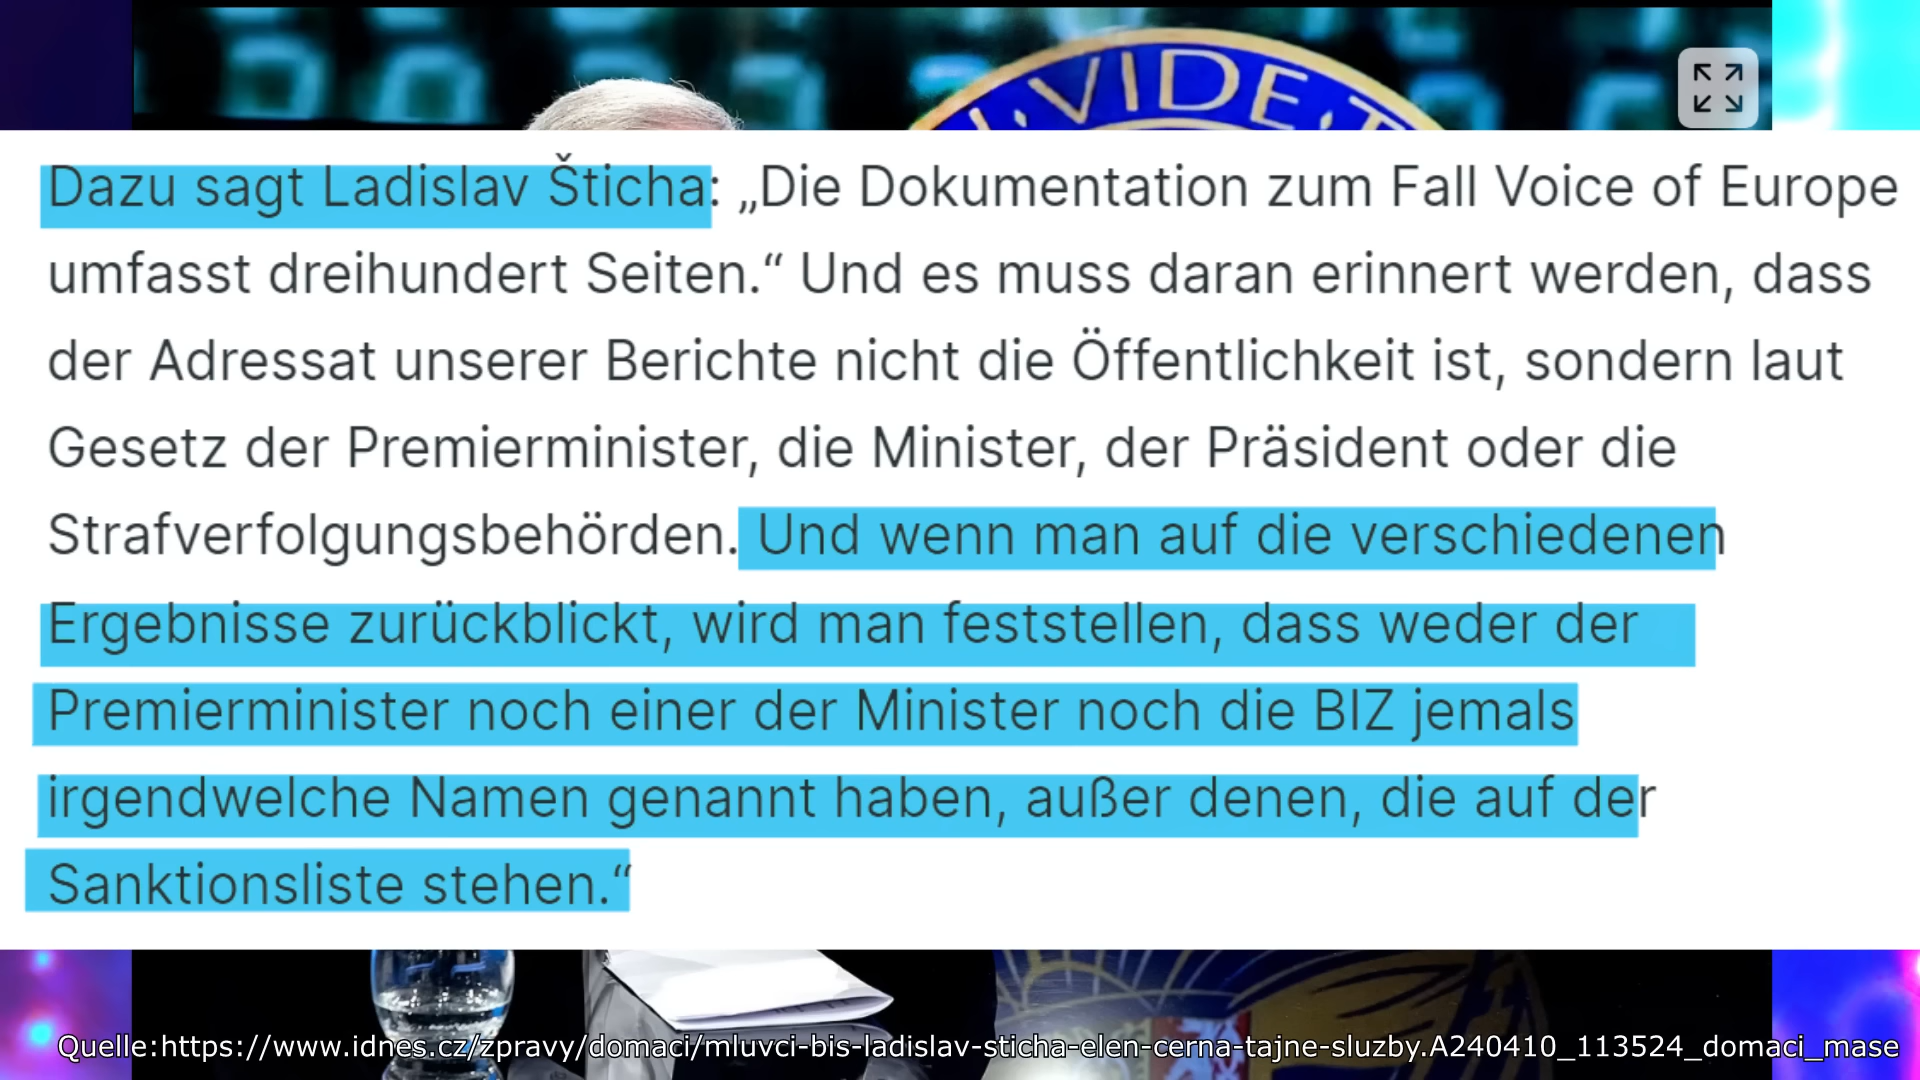 VIDE
Dazu sagt Ladislav Šticha: „Die Dokumentation zum Fall Voice of Europe
umfasst dreihundert Seiten.“ Und es muss daran erinnert werden, dass
der Adressat unserer Berichte nicht die Öffentlichkeit ist, sondern laut
Gesetz der Premierminister, die Minister, der Präsident oder die
Strafverfolgungsbehörden. Und wenn man auf die verschiedenen
Ergebnisse zurückblickt, wird man feststellen, dass weder der
Premierminister noch einer der Minister noch die BIZ jemals
irgendwelche Namen genannt haben, außer denen, die auf der
Sanktionsliste stehen.“
Quelle:https://www.idnes.cz/zpravy/domaci/mluvci-bis-ladislav-sticha-elen-cerna-tajne-sluzby.A240410_113524_domaci_mase